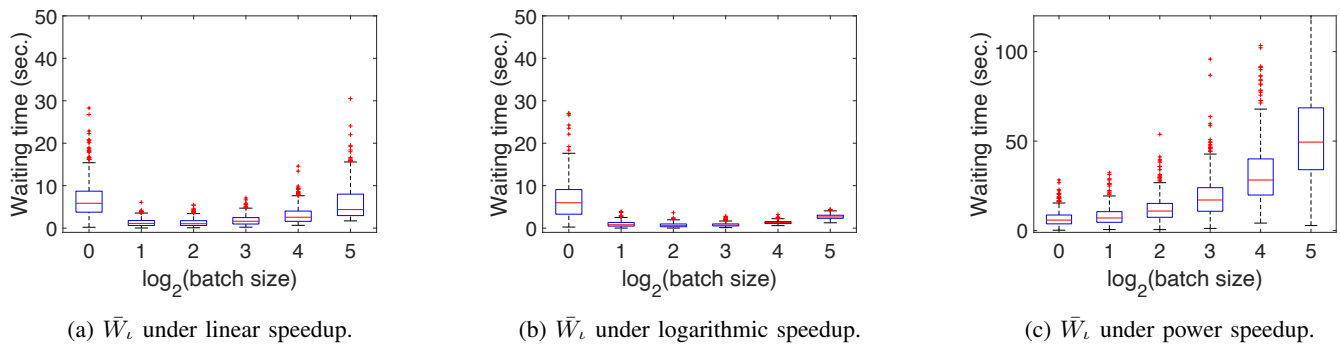 50
40
30
20
10
0
Waiting time (sec.)
0 1 2 3 4 5
log₂(batch size)
(a) W̄ι under linear speedup.
50
40
30
20
10
0
Waiting time (sec.)
0 1 2 3 4 5
log₂(batch size)
(b) W̄ι under logarithmic speedup.
100
50
0
Waiting time (sec.)
0 1 2 3 4 5
log₂(batch size)
(c) W̄ι under power speedup.